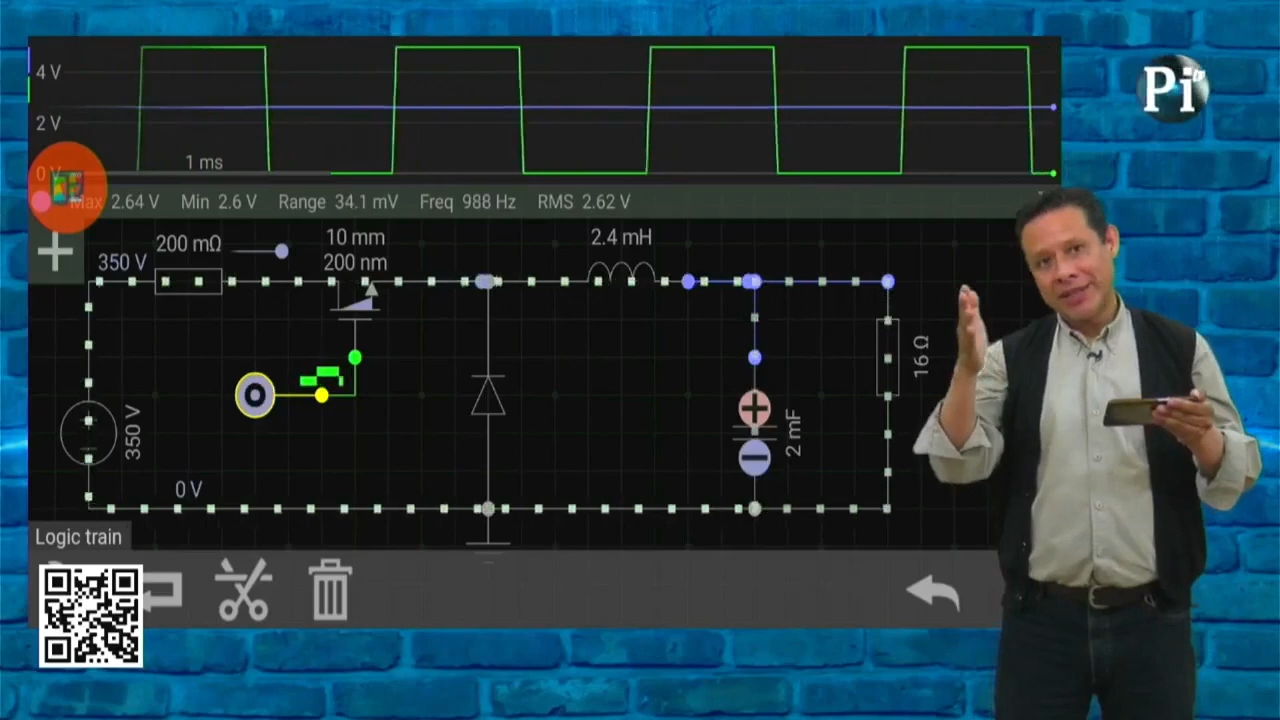 4 V
2 V
0 V
1 ms
Max 2.64 V Min 2.6 V Range 34.1 mV Freq 988 Hz RMS 2.62 V
Pi
350 V
200 mΩ
10 mm
200 nm
2.4 mH
350 V
16 Ω
2 mF
0 V
Logic train